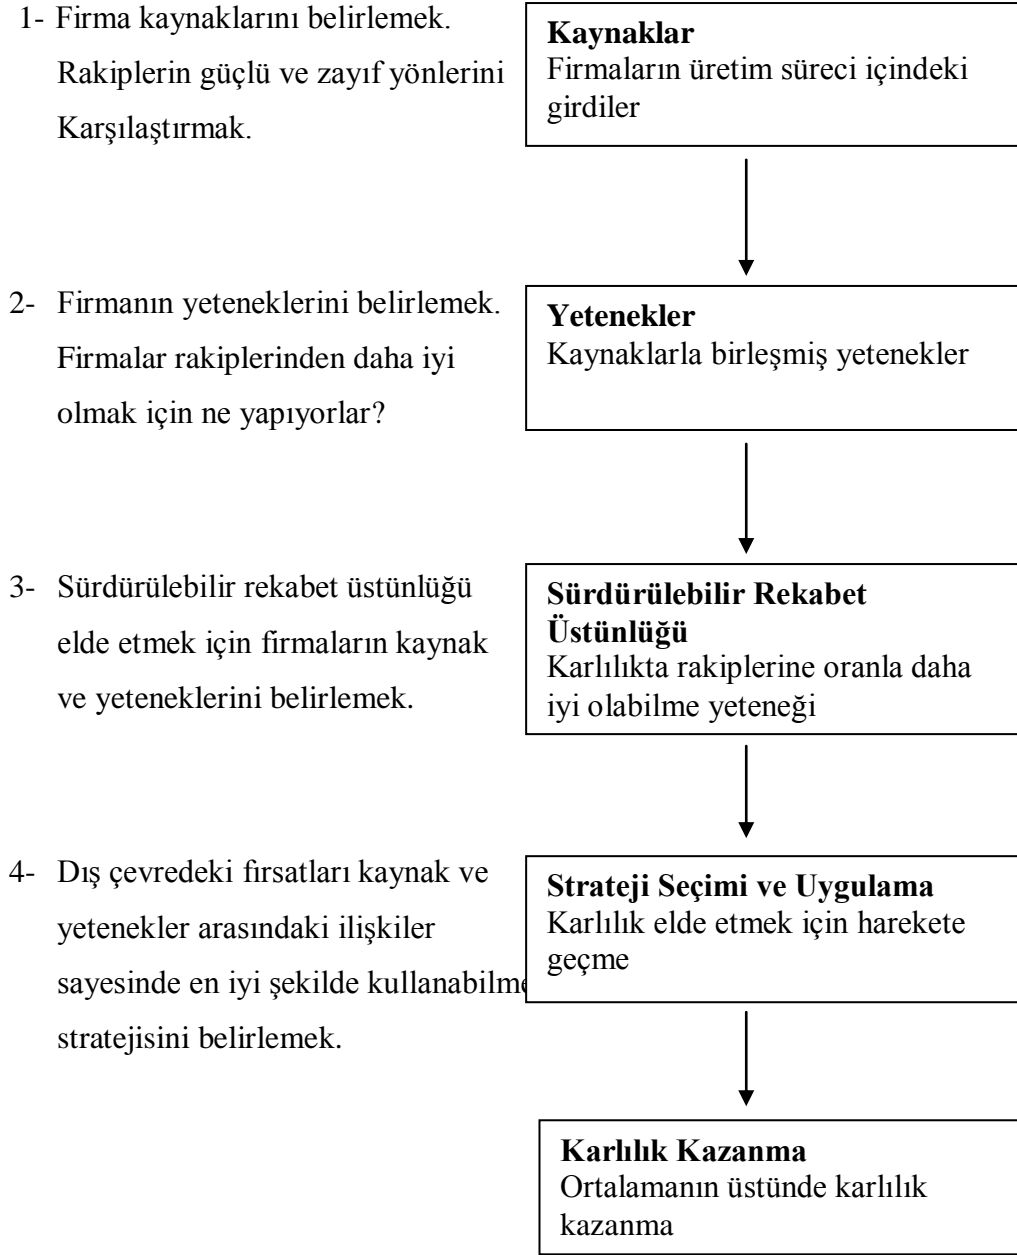 1- Firma kaynaklarını belirlemek.
Rakiplerin güçlü ve zayıf yönlerini
Karşılaştırmak.
Kaynaklar
Firmaların üretim süreci içindeki
girdiler
2- Firmanın yeteneklerini belirlemek.
Firmalar rakiplerinden daha iyi
olmak için ne yapıyorlar?
Yetenekler
Kaynaklarla birleşmiş yetenekler
3- Sürdürülebilir rekabet üstünlüğü
elde etmek için firmaların kaynak
ve yeteneklerini belirlemek.
Sürdürülebilir Rekabet
Üstünlüğü
Karlılıkta rakiplerine oranla daha
iyi olabilme yeteneği
4- Dış çevredeki fırsatları kaynak ve
yetenekler arasındaki ilişkiler
sayesinde en iyi şekilde kullanabilme
stratejisini belirlemek.
Strateji Seçimi ve Uygulama
Karlılık elde etmek için harekete
geçme
Karlılık Kazanma
Ortalamanın üstünde karlılık
kazanma